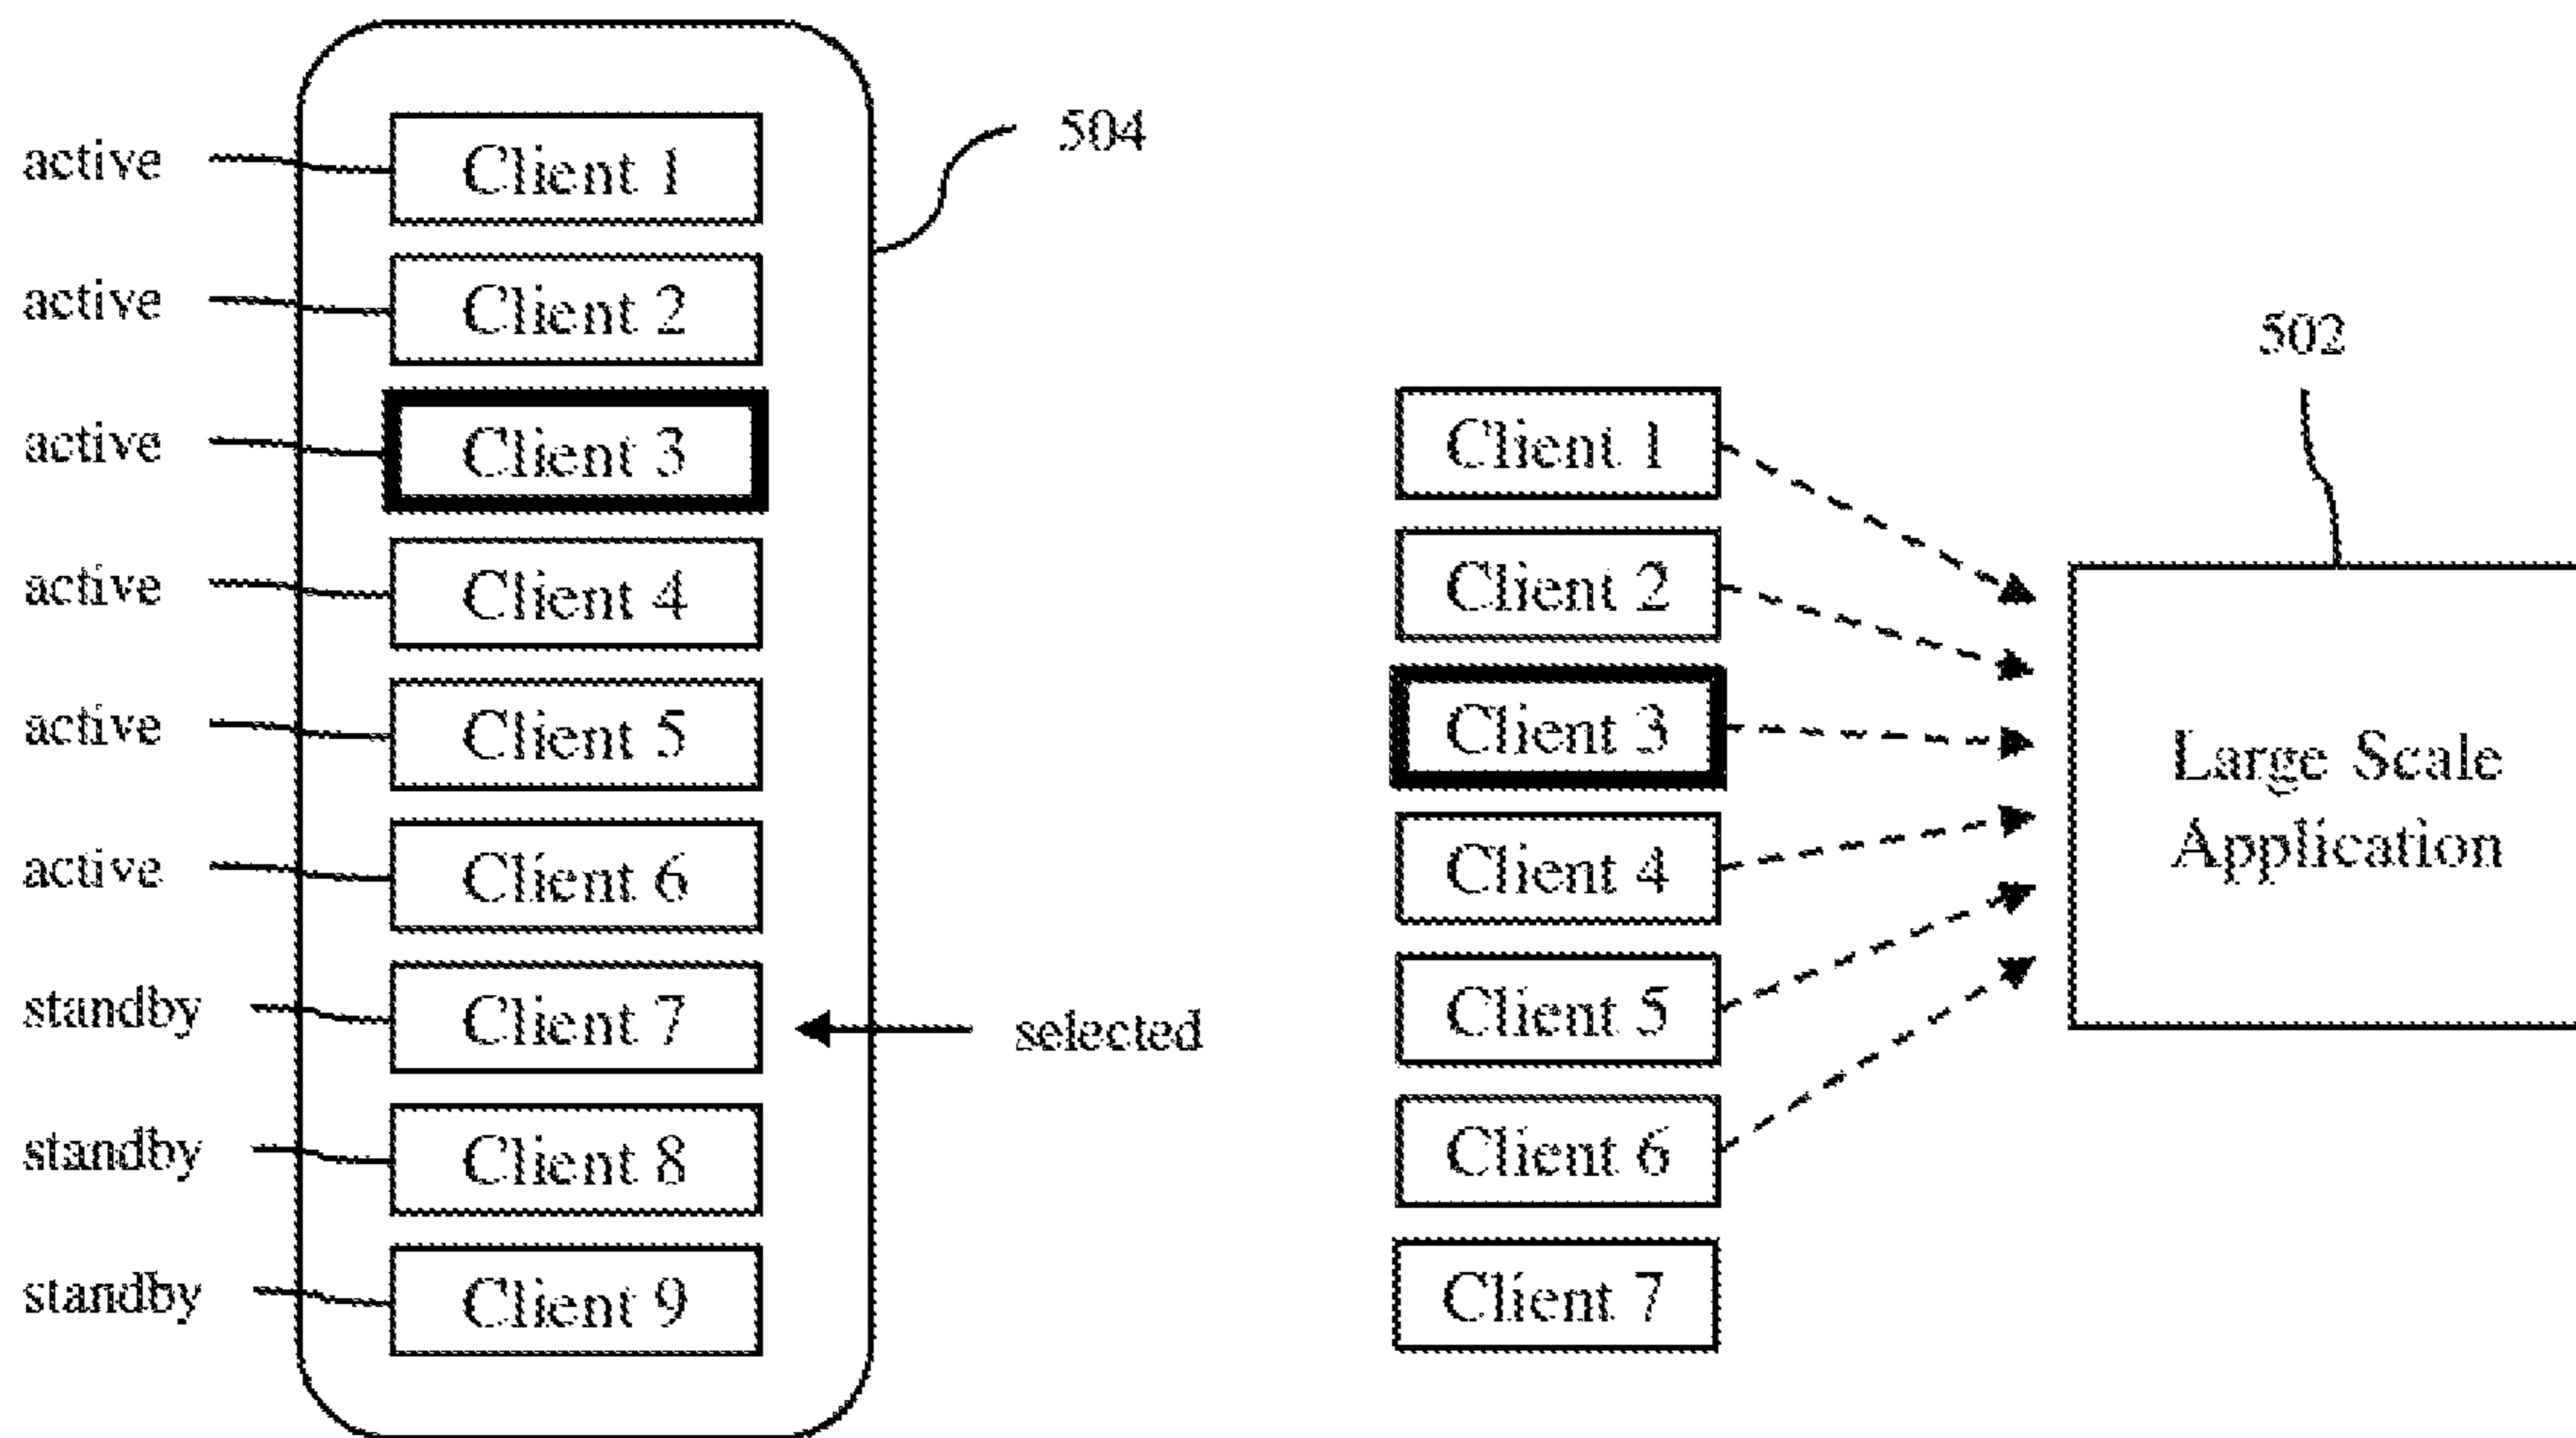 active
Client 1
504
active
Client 2
active
Client 3
active
Client 4
active
Client 5
active
Client 6
standby
Client 7
selected
standby
Client 8
standby
Client 9
502
Client 1
Client 2
Client 3
Client 4
Client 5
Client 6
Client 7
Large Scale
Application